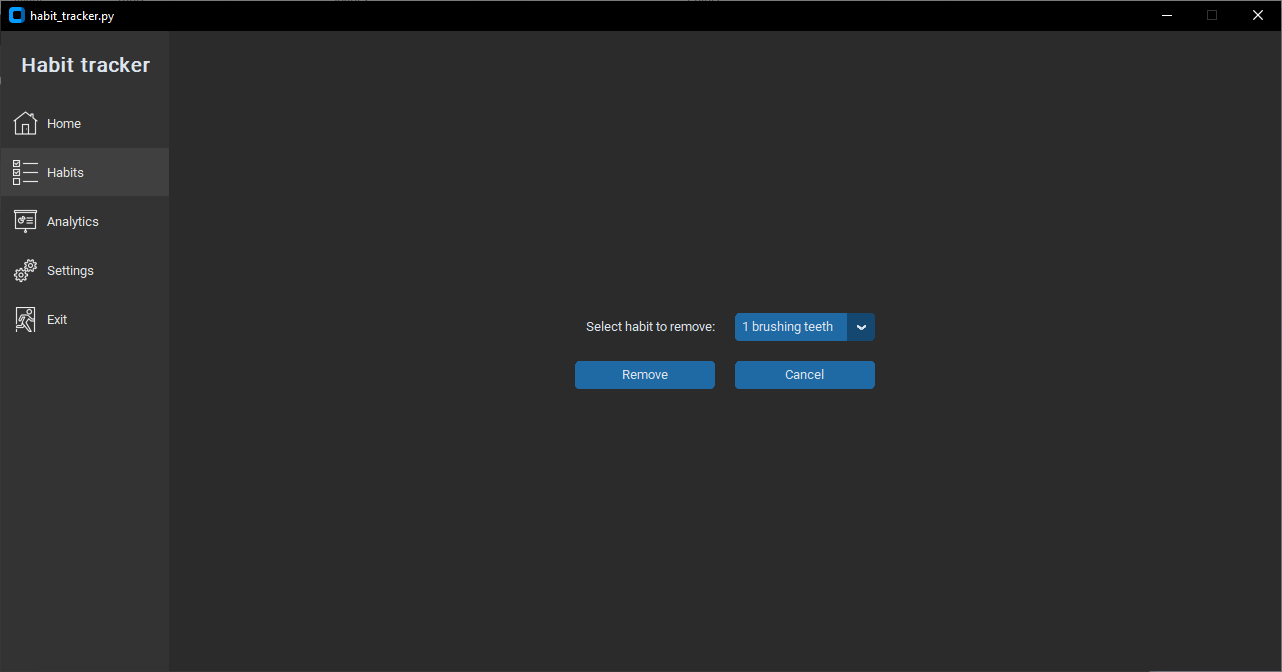 habit_tracker.py
Habit tracker
Home
Habits
Analytics
Settings
Exit
Select habit to remove: 1 brushing teeth
Remove Cancel